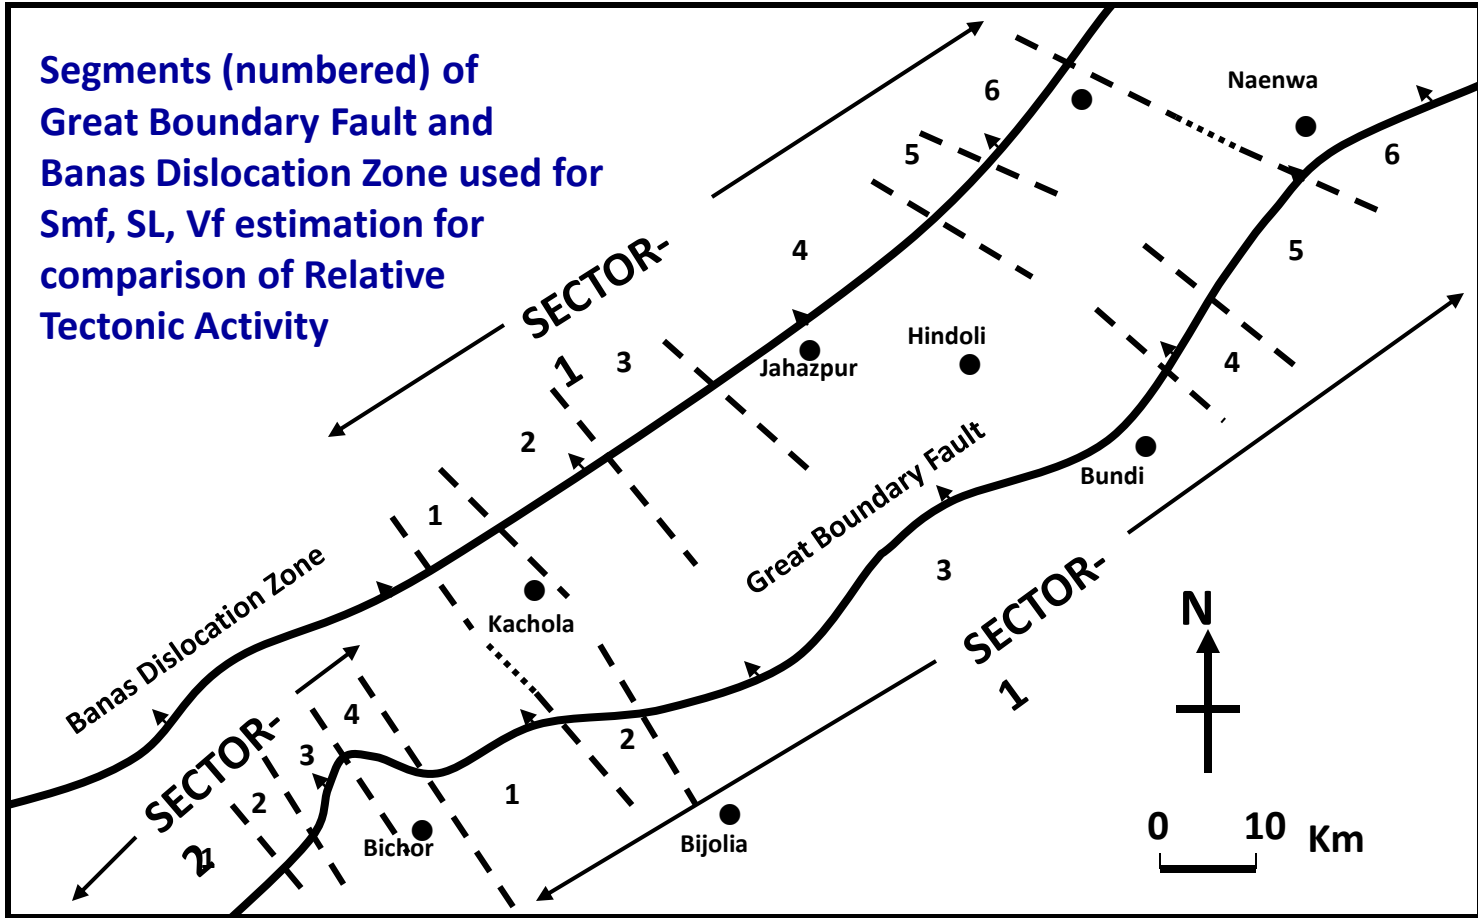 Segments (numbered) of
Great Boundary Fault and
Banas Dislocation Zone used for
Smf, SL, Vf estimation for
comparison of Relative
Tectonic Activity
Naenwa
6
6
5
4
5
SECTOR-
1
3
Jahazpur
Hindoli
4
2
Bundi
1
Great Boundary Fault
3
Banas Dislocation Zone
Kachola
SECTOR-
1
N
4
2
3
SECTOR-
2
2
1
1
Bichor
Bijolia
0 10 Km